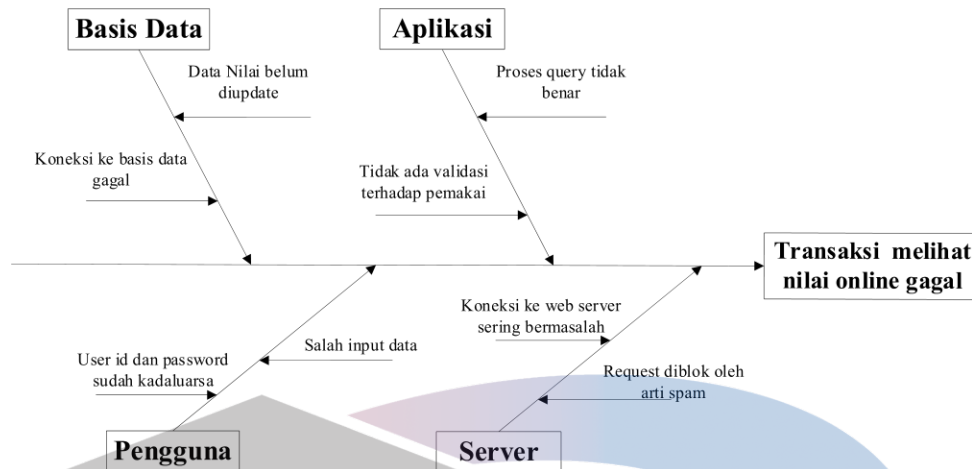 Basis Data
Aplikasi
Data Nilai belum
diupdate
Proses query tidak
benar
Koneksi ke basis data
gagal
Tidak ada validasi
terhadap pemakai
Transaksi melihat
nilai online gagal
Koneksi ke web server
sering bermasalah
Salah input data
User id dan password
sudah kadaluarsa
Request diblok oleh
arti spam
Pengguna
Server